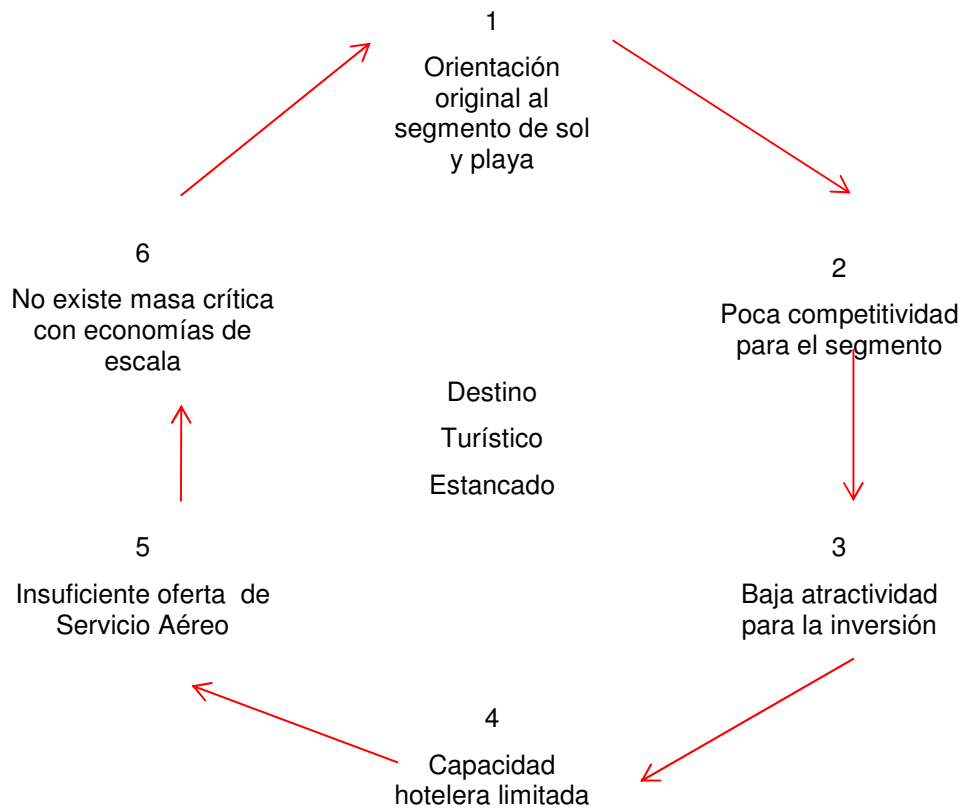 1
Orientación
original al
segmento de sol
y playa
2
Poca competitividad
para el segmento
3
Baja atractividad
para la inversión
4
Capacidad
hotelera limitada
5
Insuficiente oferta de
Servicio Aéreo
6
No existe masa crítica
con economías de
escala
Destino
Turístico
Estancado